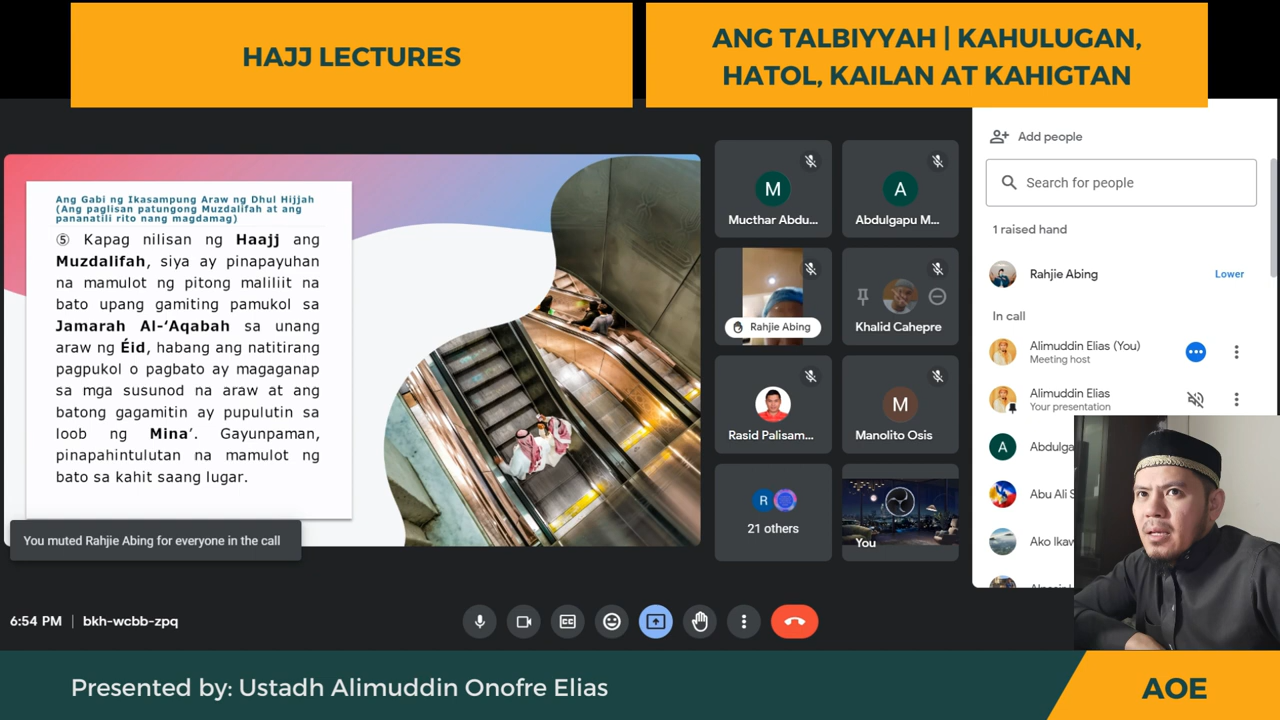 HAJJ LECTURES
ANG TALBIYYAH | KAHULUGAN,
HATOL, KAILAN AT KAHIGTAN
Ang Gabi ng Ikasampung Araw ng Dhul Hijjah
(Ang paglisan patungong Muzdalifah at ang
pananatili rito nang magdamag)
⑤ Kapag nilisan ng Haajj ang
Muzdalifah, siya ay pinapayuhan
na mamulot ng pitong maliliit na
bato upang gamiting pamukol sa
Jamarah Al-‘Aqabah sa unang
araw ng Éid, habang ang natitirang
pagpukol o pagbato ay magaganap
sa mga susunod na araw at ang
batong gagamitin ay pupulutin sa
loob ng Mina’. Gayunpaman,
pinapahintulutan na mamulot ng
bato sa kahit saang lugar.
You muted Rahjie Abing for everyone in the call
M
Mucthar Abdu...
A
Abdulgapu M...
Rahjie Abing
Khalid Cahepre
Rasid Palisam...
M
Manolito Osis
R
21 others
You
Add people
Search for people
1 raised hand
Rahjie Abing
Lower
In call
Alimuddin Elias (You)
Meeting host
Alimuddin Elias
Your presentation
A
Abdulga
Abu Ali S
Ako Ikaw
6:54 PM | bkh-wcbb-zpq
Presented by: Ustadh Alimuddin Onofre Elias
AOE